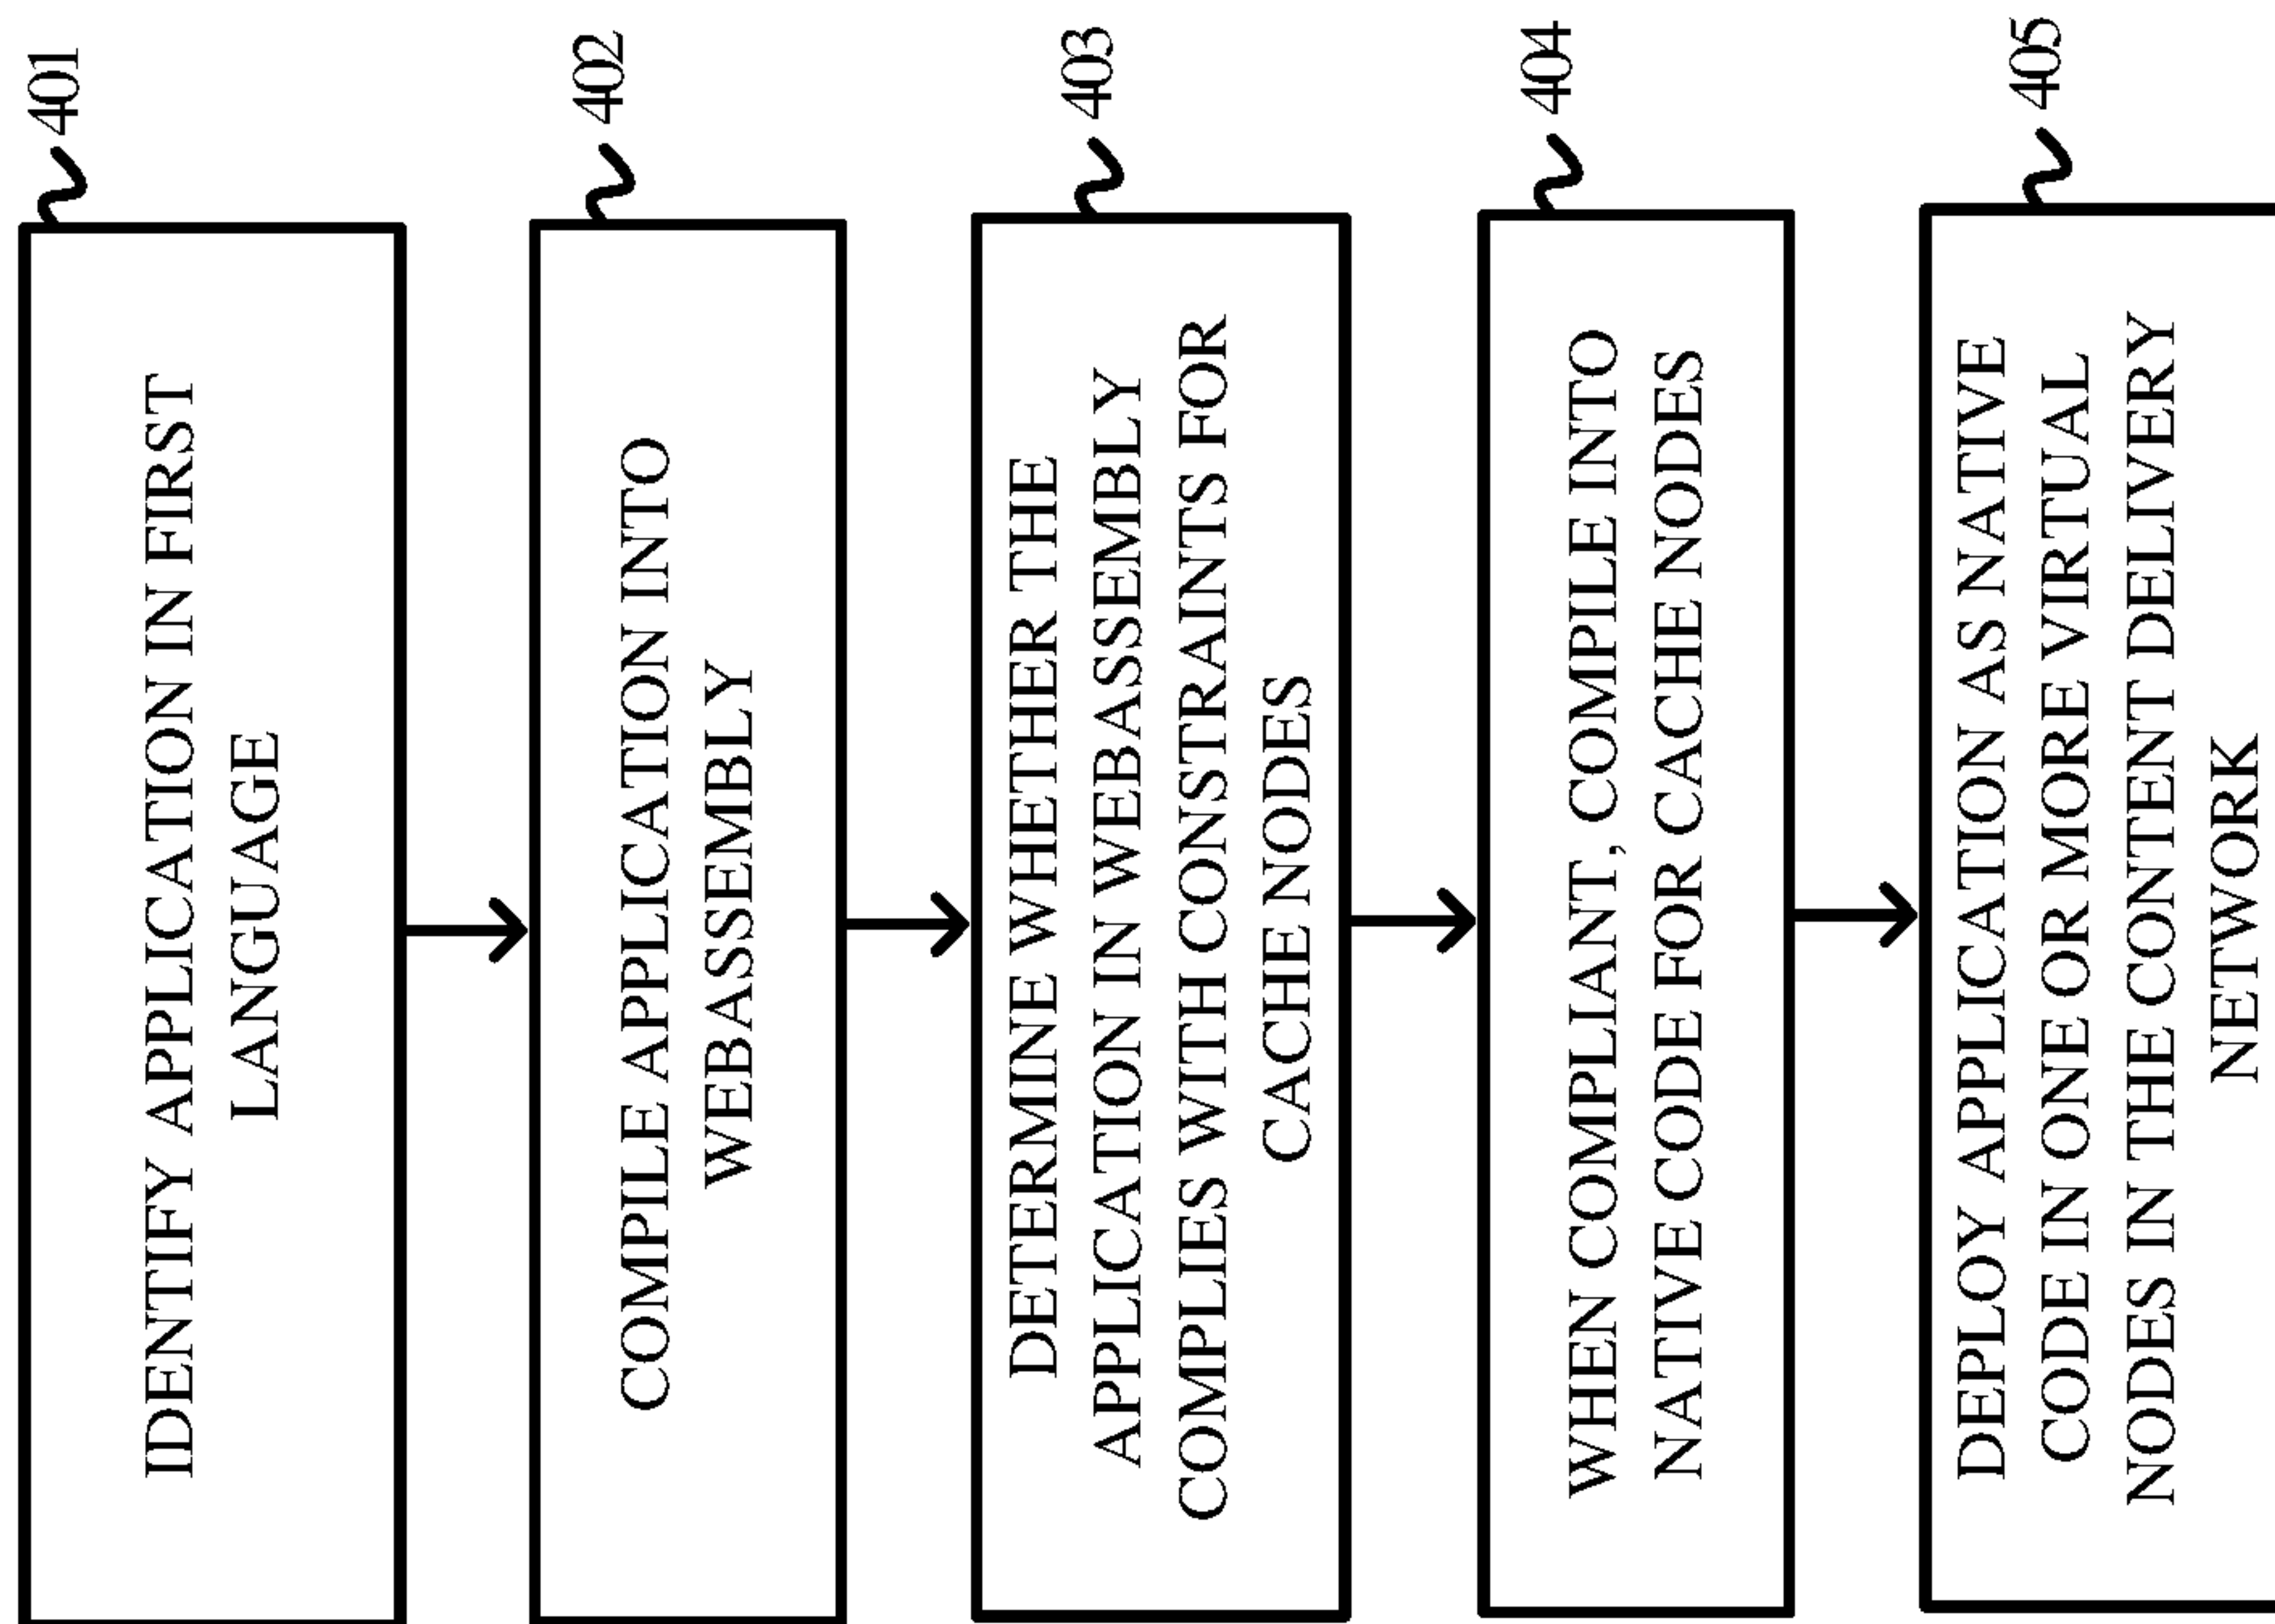 401
IDENTIFY APPLICATION IN FIRST
LANGUAGE
402
COMPILE APPLICATION INTO
WEBASSEMBLY
403
DETERMINE WHETHER THE
APPLICATION IN WEBASSEMBLY
COMPLIES WITH CONSTRAINTS FOR
CACHE NODES
404
WHEN COMPLIANT, COMPILE INTO
NATIVE CODE FOR CACHE NODES
405
DEPLOY APPLICATION AS NATIVE
CODE IN ONE OR MORE VIRTUAL
NODES IN THE CONTENT DELIVERY
NETWORK